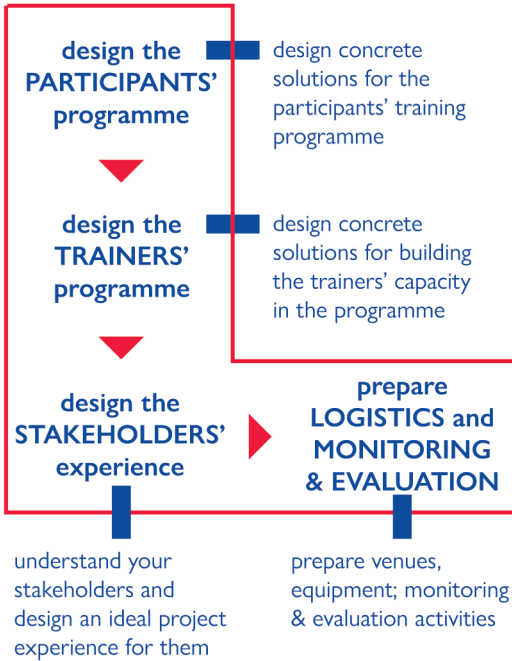 design the
PARTICIPANTS'
programme
design concrete
solutions for the
participants' training
programme
design the
TRAINERS'
programme
design concrete
solutions for building
the trainers' capacity
in the programme
design the
STAKEHOLDERS'
experience
prepare
LOGISTICS and
MONITORING
& EVALUATION
understand your
stakeholders and
design an ideal project
experience for them
prepare venues,
equipment; monitoring
& evaluation activities